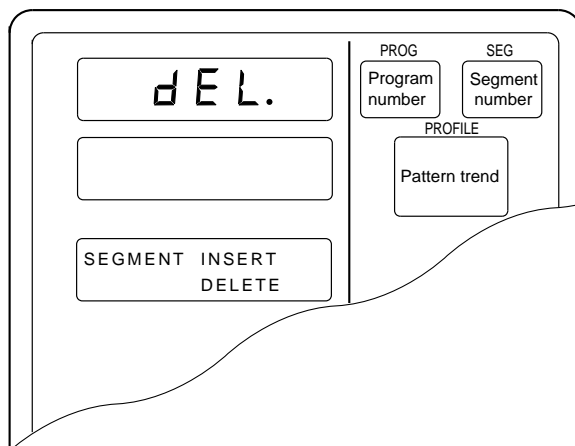 dEL.
SEGMENT INSERT
DELETE
PROG SEG
Program number
Segment number
PROFILE
Pattern trend